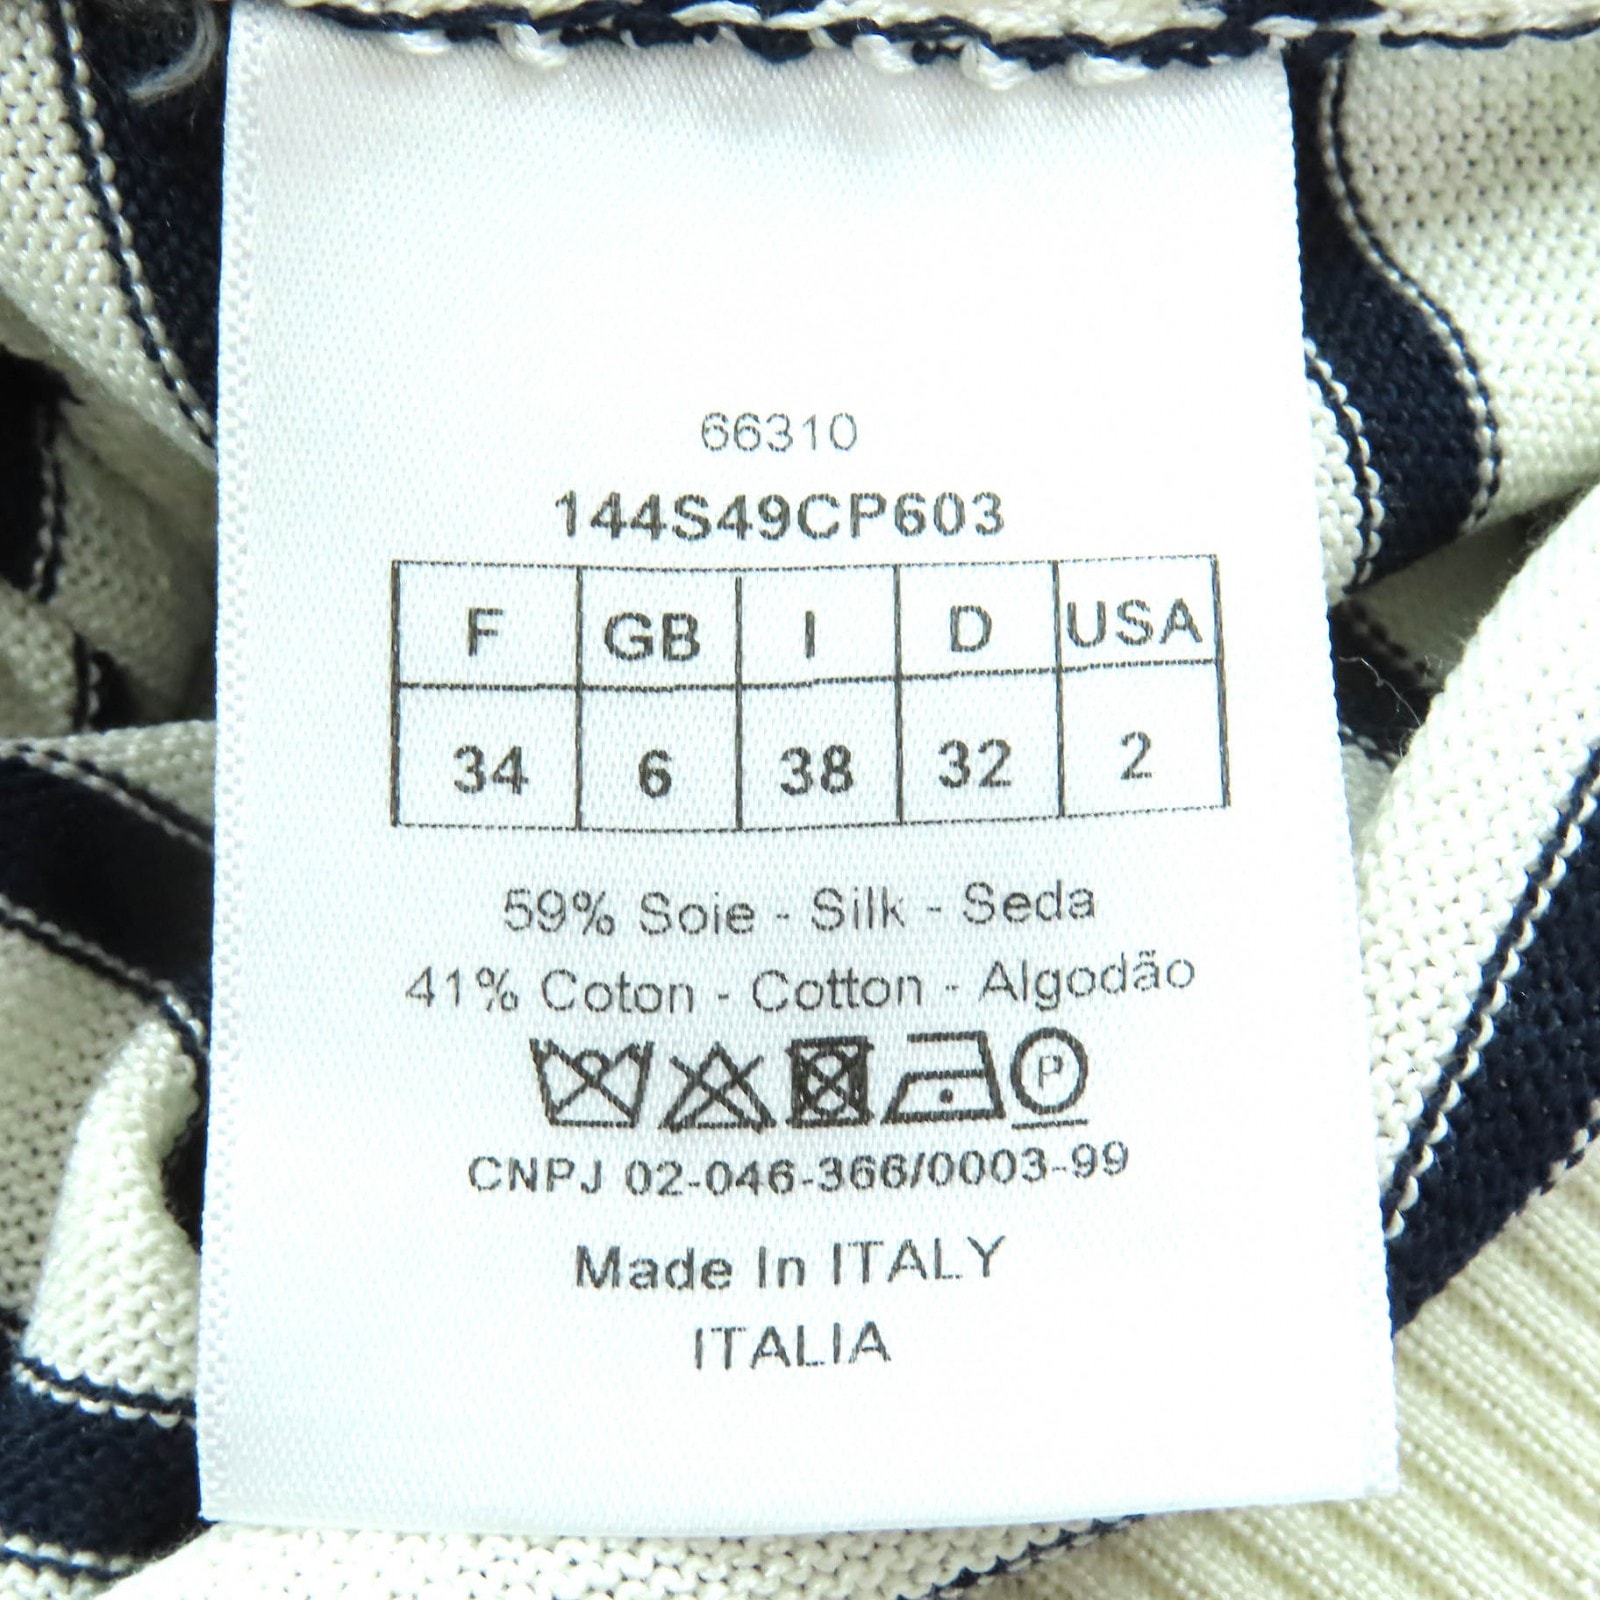 66310
144S49CP603
F GB I D USA
34 6 38 32 2
59% Soie - Silk - Seda
41% Coton - Cotton - Algodão
P
CNPJ 02-046-366/0003-99
Made In ITALY
ITALIA